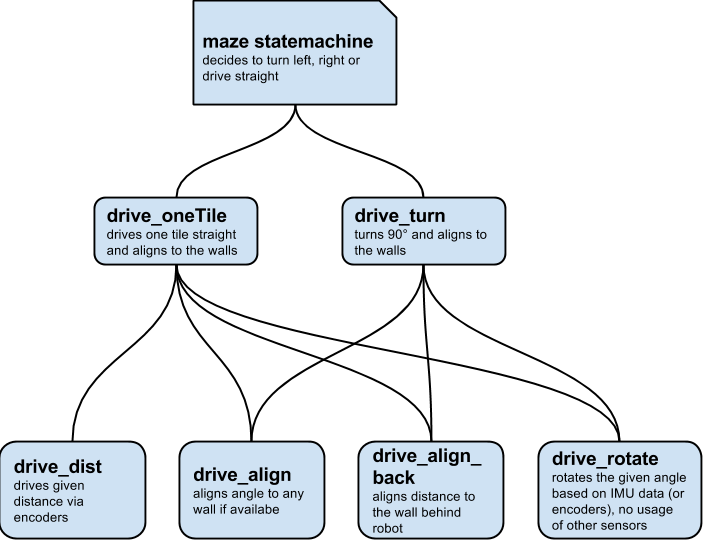 maze statemachine
decides to turn left, right or
drive straight
drive_oneTile
drives one tile straight
and aligns to the walls
drive_turn
turns 90° and aligns to
the walls
drive_dist
drives given
distance via
encoders
drive_align
aligns angle to any
wall if availabe
drive_align_
back
aligns distance to
the wall behind
robot
drive_rotate
rotates the given angle
based on IMU data (or
encoders), no usage
of other sensors